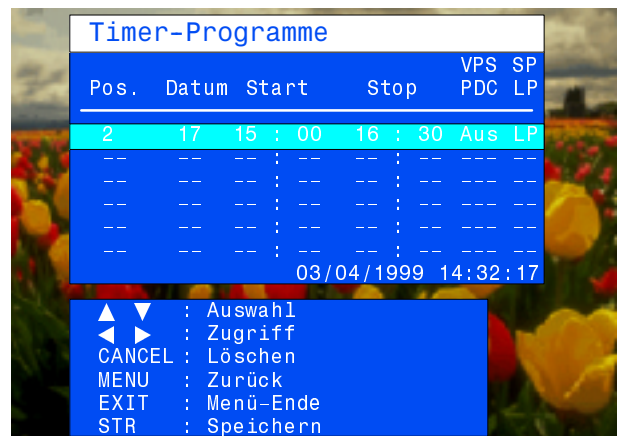 Timer-Programme
VPS SP
Pos. Datum Start Stop PDC LP
2 17 15 : 00 16 : 30 Aus LP
-- -- -- : -- -- : -- --- --
-- -- -- : -- -- : -- --- --
-- -- -- : -- -- : -- --- --
-- -- -- : -- -- : -- --- --
-- -- -- : -- -- : -- --- --
03/04/1999 14:32:17
▲ ▼ : Auswahl
◀ ▶ : Zugriff
CANCEL : Löschen
MENU : Zurück
EXIT : Menü-Ende
STR : Speichern